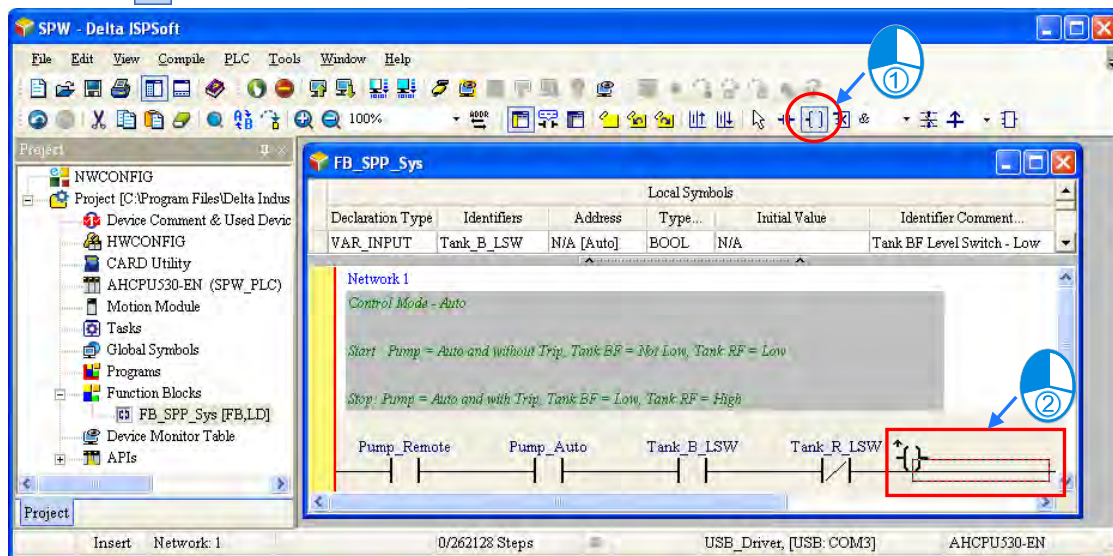 SPW - Delta ISPSoft
File Edit View Compile PLC Tools Window Help
1
100%
ADDR
&
Project
NWCONFIG
Project [C:\Program Files\Delta Indus
Device Comment & Used Devic
HWCONFIG
CARD Utility
AHCPU530-EN (SPW_PLC)
Motion Module
Tasks
Global Symbols
Programs
Function Blocks
FB_SPP_Sys [FB,LD]
Device Monitor Table
APIs
Project
FB_SPP_Sys
Local Symbols
Declaration Type Identifiers Address Type... Initial Value Identifier Comment...
VAR_INPUT Tank_B_LSW N/A [Auto] BOOL N/A Tank BF Level Switch - Low
Network 1
Control Mode - Auto
Start : Pump = Auto and without Trip, Tank BF = Not Low, Tank RF = Low
Stop: Pump = Auto and with Trip, Tank BF = Low, Tank RF = High
2
Pump_Remote Pump_Auto Tank_B_LSW Tank_R_LSW
Insert Network: 1 0/262128 Steps USB_Driver, [USB: COM3] AHCPU530-EN